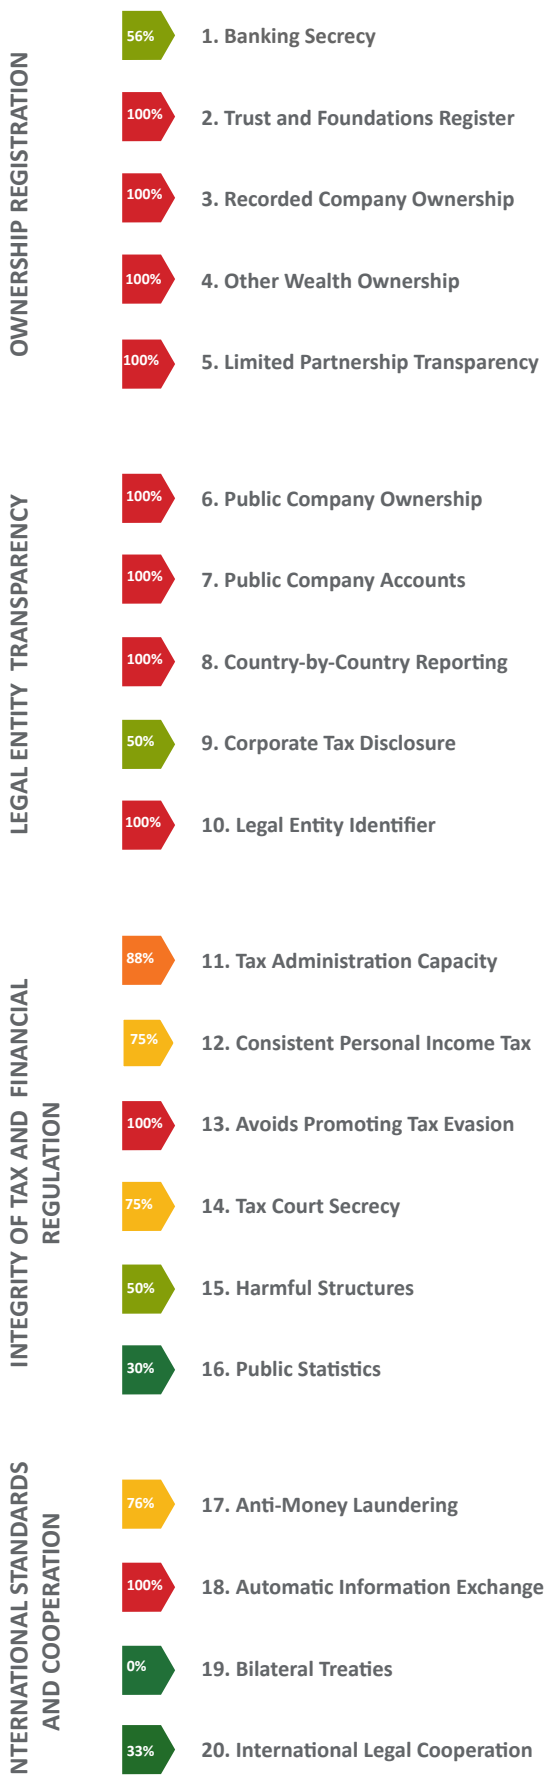 OWNERSHIP REGISTRATION
56%
1. Banking Secrecy
100%
2. Trust and Foundations Register
100%
3. Recorded Company Ownership
100%
4. Other Wealth Ownership
100%
5. Limited Partnership Transparency
LEGAL ENTITY TRANSPARENCY
100%
6. Public Company Ownership
100%
7. Public Company Accounts
100%
8. Country-by-Country Reporting
50%
9. Corporate Tax Disclosure
100%
10. Legal Entity Identifier
INTEGRITY OF TAX AND FINANCIAL
REGULATION
88%
11. Tax Administration Capacity
75%
12. Consistent Personal Income Tax
100%
13. Avoids Promoting Tax Evasion
75%
14. Tax Court Secrecy
50%
15. Harmful Structures
30%
16. Public Statistics
NTERNATIONAL STANDARDS
AND COOPERATION
76%
17. Anti-Money Laundering
100%
18. Automatic Information Exchange
0%
19. Bilateral Treaties
33%
20. International Legal Cooperation